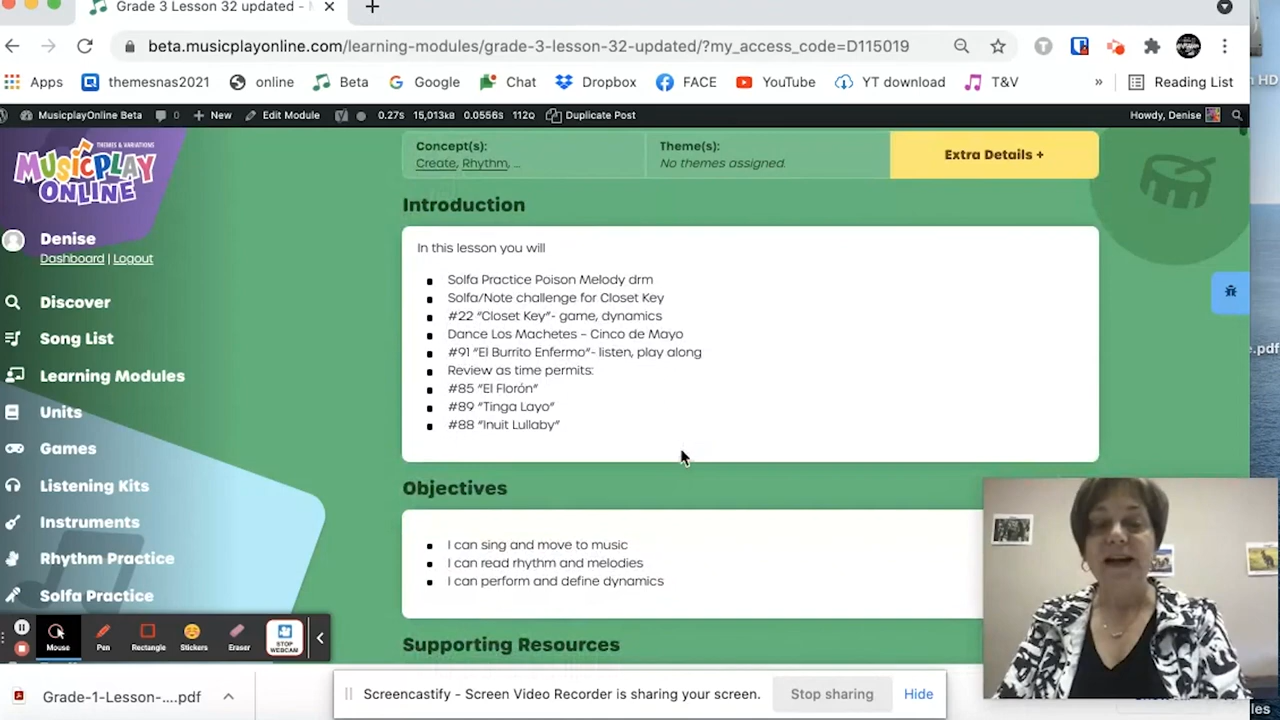 Grade 3 Lesson 32 updated -
beta.musicplayonline.com/learning-modules/grade-3-lesson-32-updated/?my_access_code=D115019
Apps themesnas2021 online Beta Google Chat Dropbox FACE YouTube YT download T&V » Reading List
MusicplayOnline Beta 0 + New Edit Module 0.27s 15,013kB 0.0556s 112Q Duplicate Post Howdy, Denise
THEMES & VARIATIONS
MUSICPLAY
ONLINE
Denise
Dashboard | Logout
Discover
Song List
Learning Modules
Units
Games
Listening Kits
Instruments
Rhythm Practice
Solfa Practice
Concept(s):
Create, Rhythm, ...
Theme(s):
No themes assigned.
Extra Details +
Introduction
In this lesson you will
Solfa Practice Poison Melody drm
Solfa/Note challenge for Closet Key
#22 “Closet Key”- game, dynamics
Dance Los Machetes – Cinco de Mayo
#91 “El Burrito Enfermo”- listen, play along
Review as time permits:
#85 “El Florón”
#89 “Tinga Layo”
#88 “Inuit Lullaby”
Objectives
I can sing and move to music
I can read rhythm and melodies
I can perform and define dynamics
Supporting Resources
Mouse Pen Rectangle Stickers Eraser STOP WEBCAM
Grade-1-Lesson-....pdf
Screencastify - Screen Video Recorder is sharing your screen. Stop sharing Hide
HD
e.pdf
les